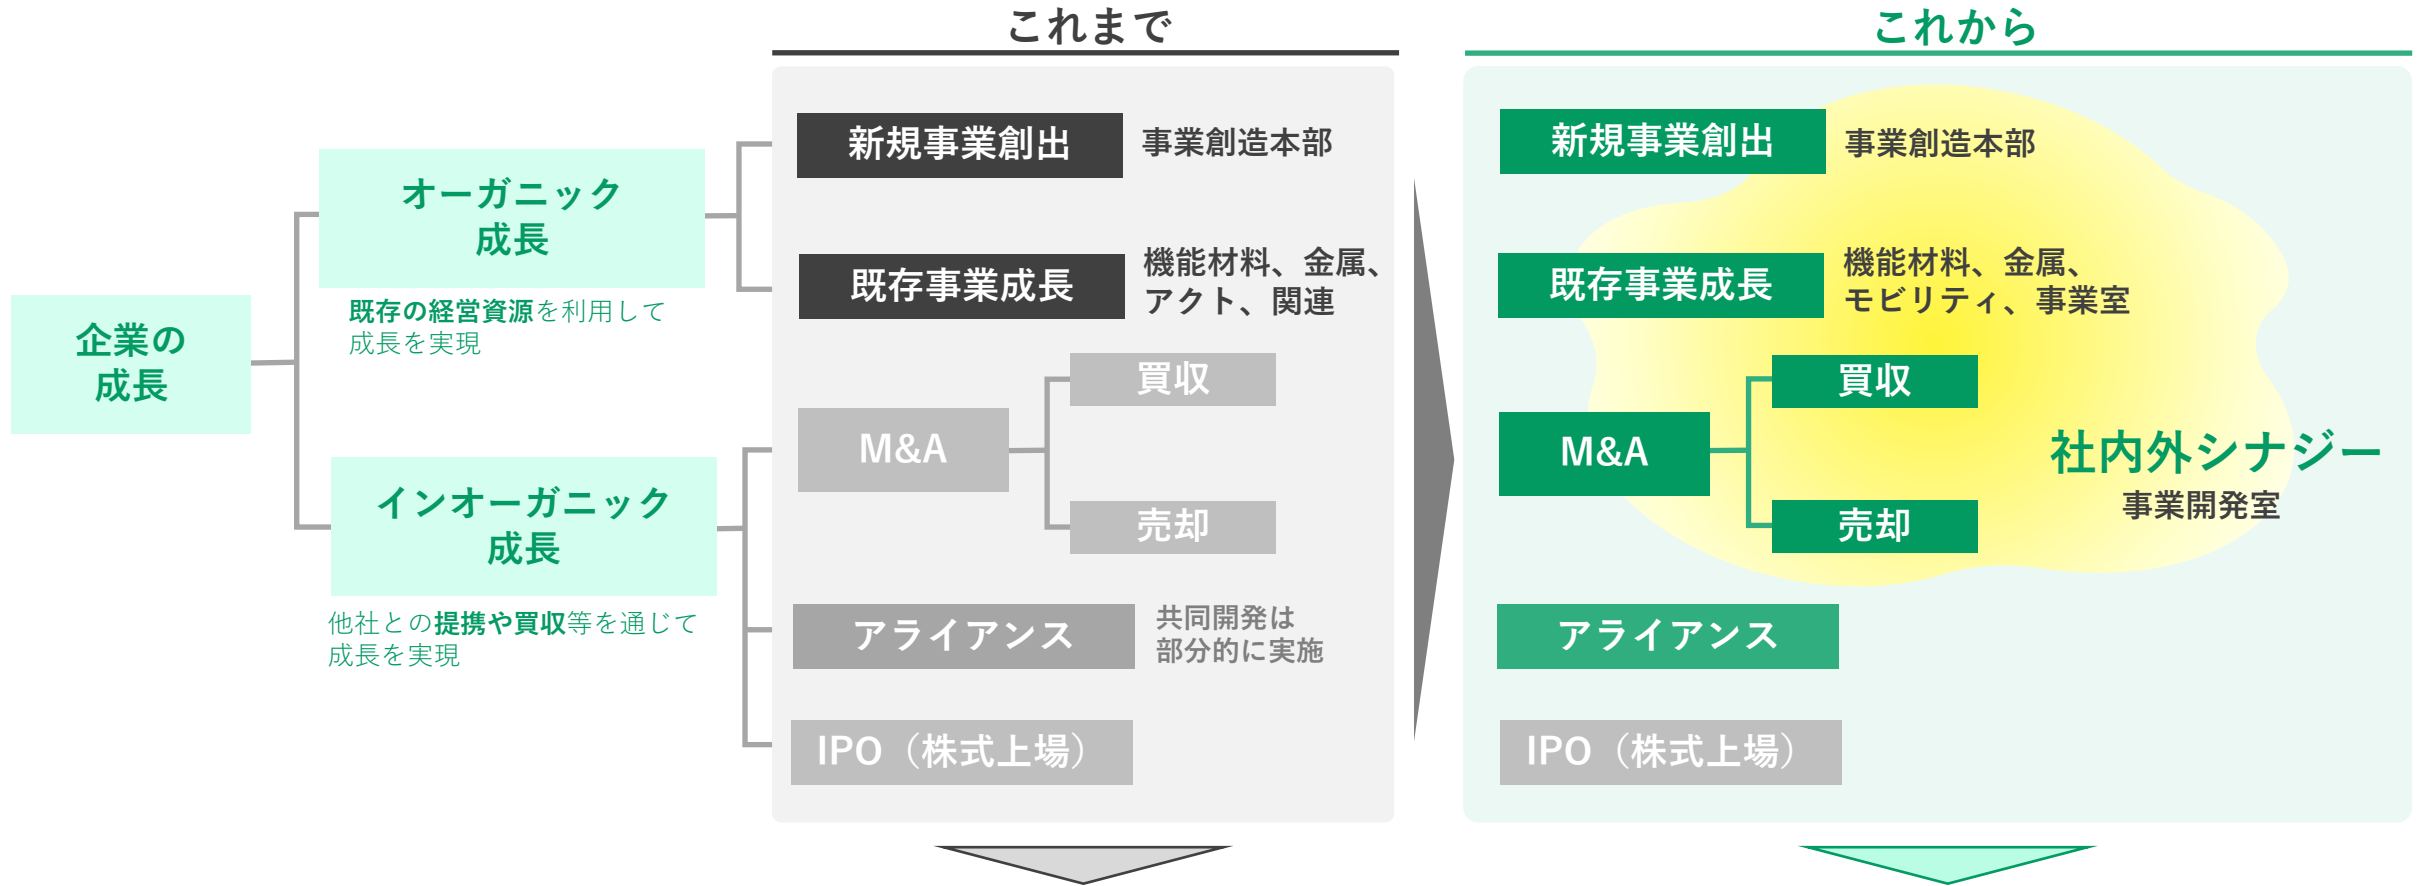 これまで
これから
企業の
成長
オーガニック
成長
既存の経営資源を利用して
成長を実現
インオーガニック
成長
他社との提携や買収等を通じて
成長を実現
新規事業創出
事業創造本部
既存事業成長
機能材料、金属、
アクト、関連
M&A
買収
売却
アライアンス
共同開発は
部分的に実施
IPO（株式上場）
新規事業創出
事業創造本部
既存事業成長
機能材料、金属、
モビリティ、事業室
M&A
買収
売却
社内外シナジー
事業開発室
アライアンス
IPO（株式上場）